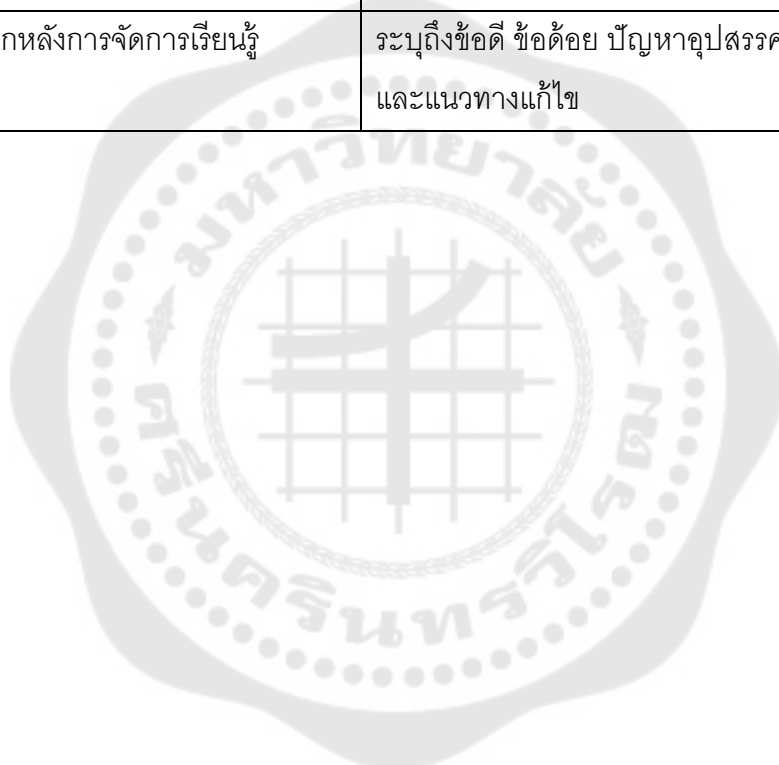 กหลังการจัดการเรียนรู้
ระบุถึงข้อดี ข้อด้อย ปัญหาอุปสรรค
และแนวทางแก้ไข
มหาวิทยาลัย
ศรีนครินทรวิโรฒ